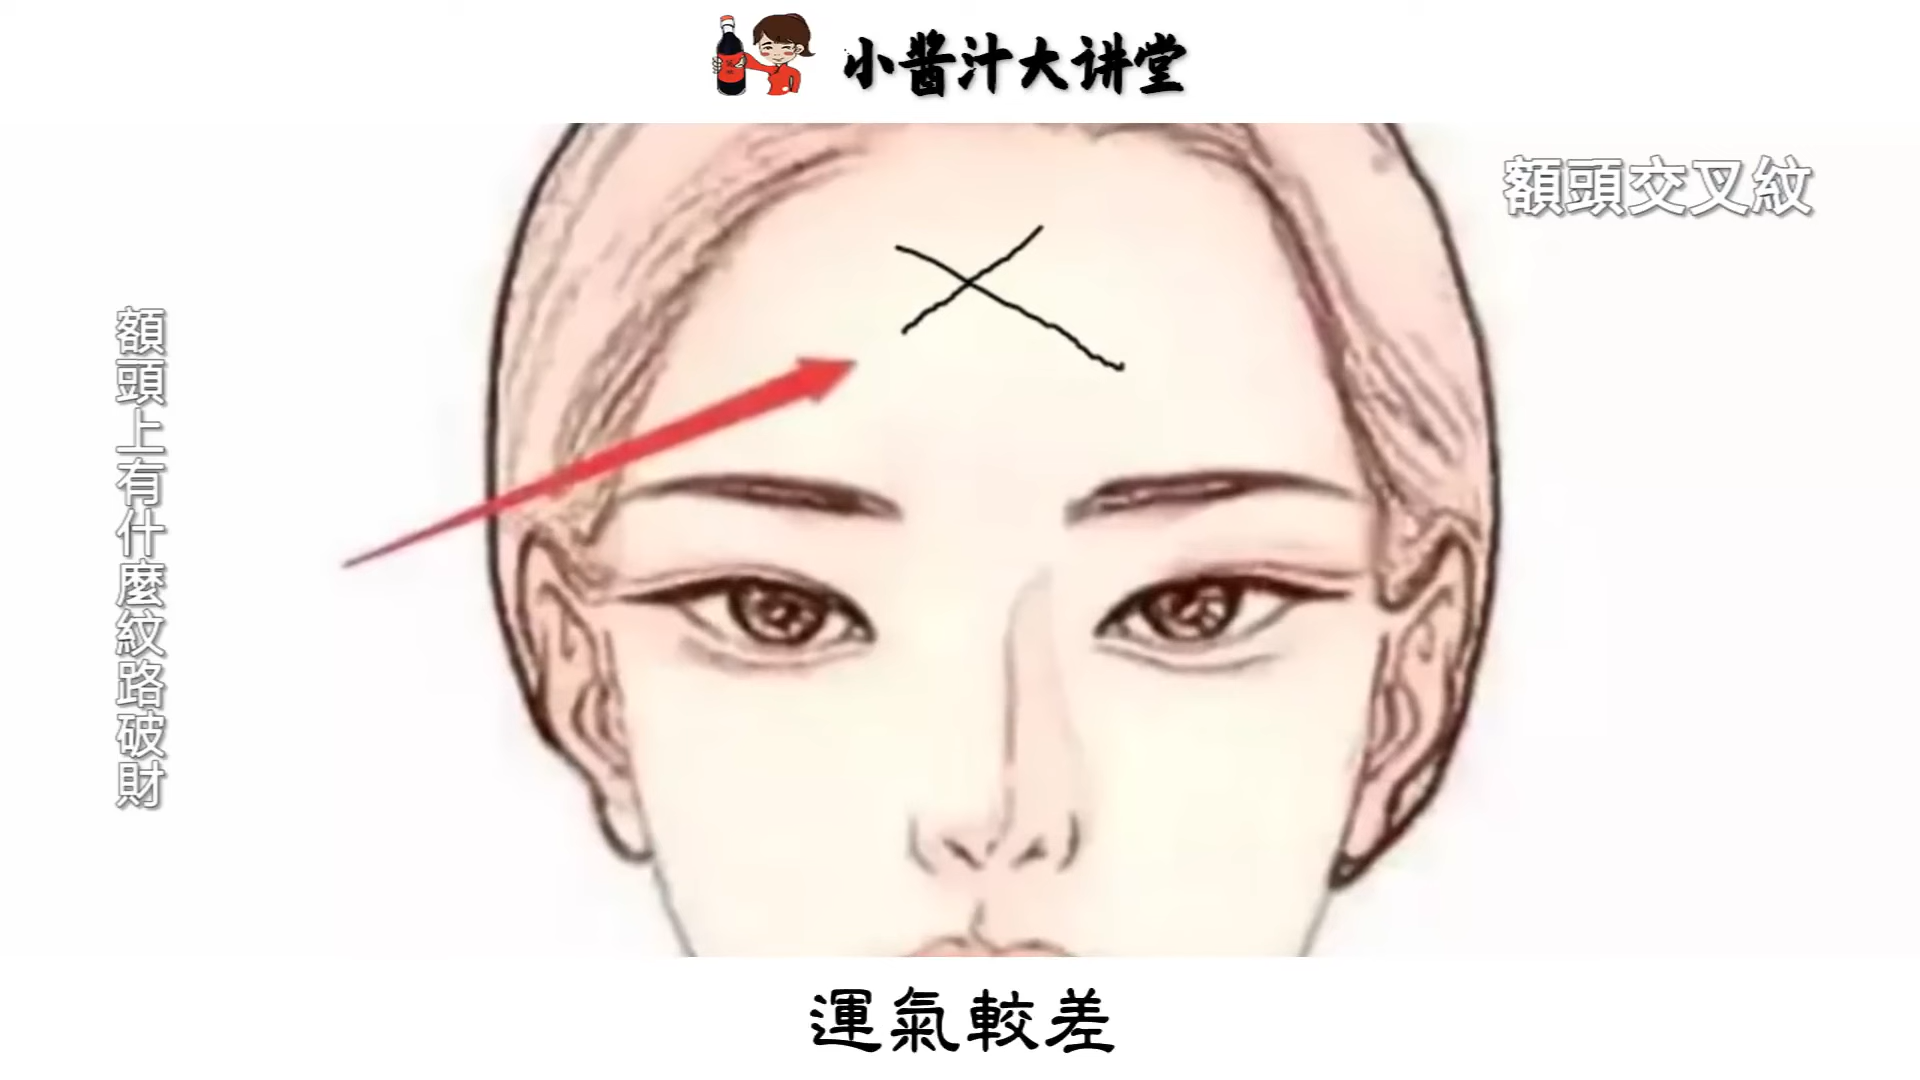 小酱汁大讲堂
額頭交叉紋
額頭上有什麼紋路破財
運氣較差